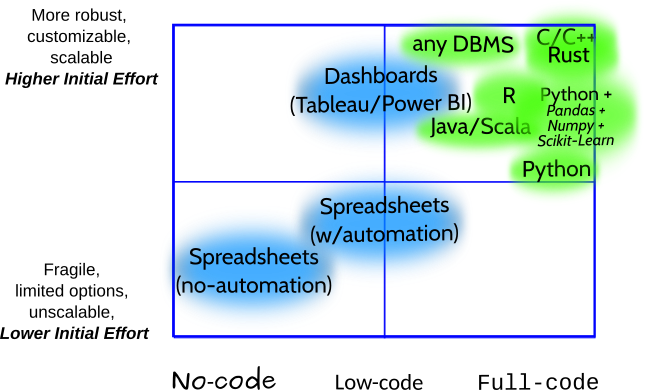 More robust,
customizable,
scalable
Higher Initial Effort
any DBMS
C/C++
Rust
Dashboards
(Tableau/Power BI)
R
Python +
Pandas +
Numpy +
Scikit-Learn
Java/Scala
Python
Spreadsheets
(w/automation)
Spreadsheets
(no-automation)
Fragile,
limited options,
unscalable,
Lower Initial Effort
No-code
Low-code
Full-code